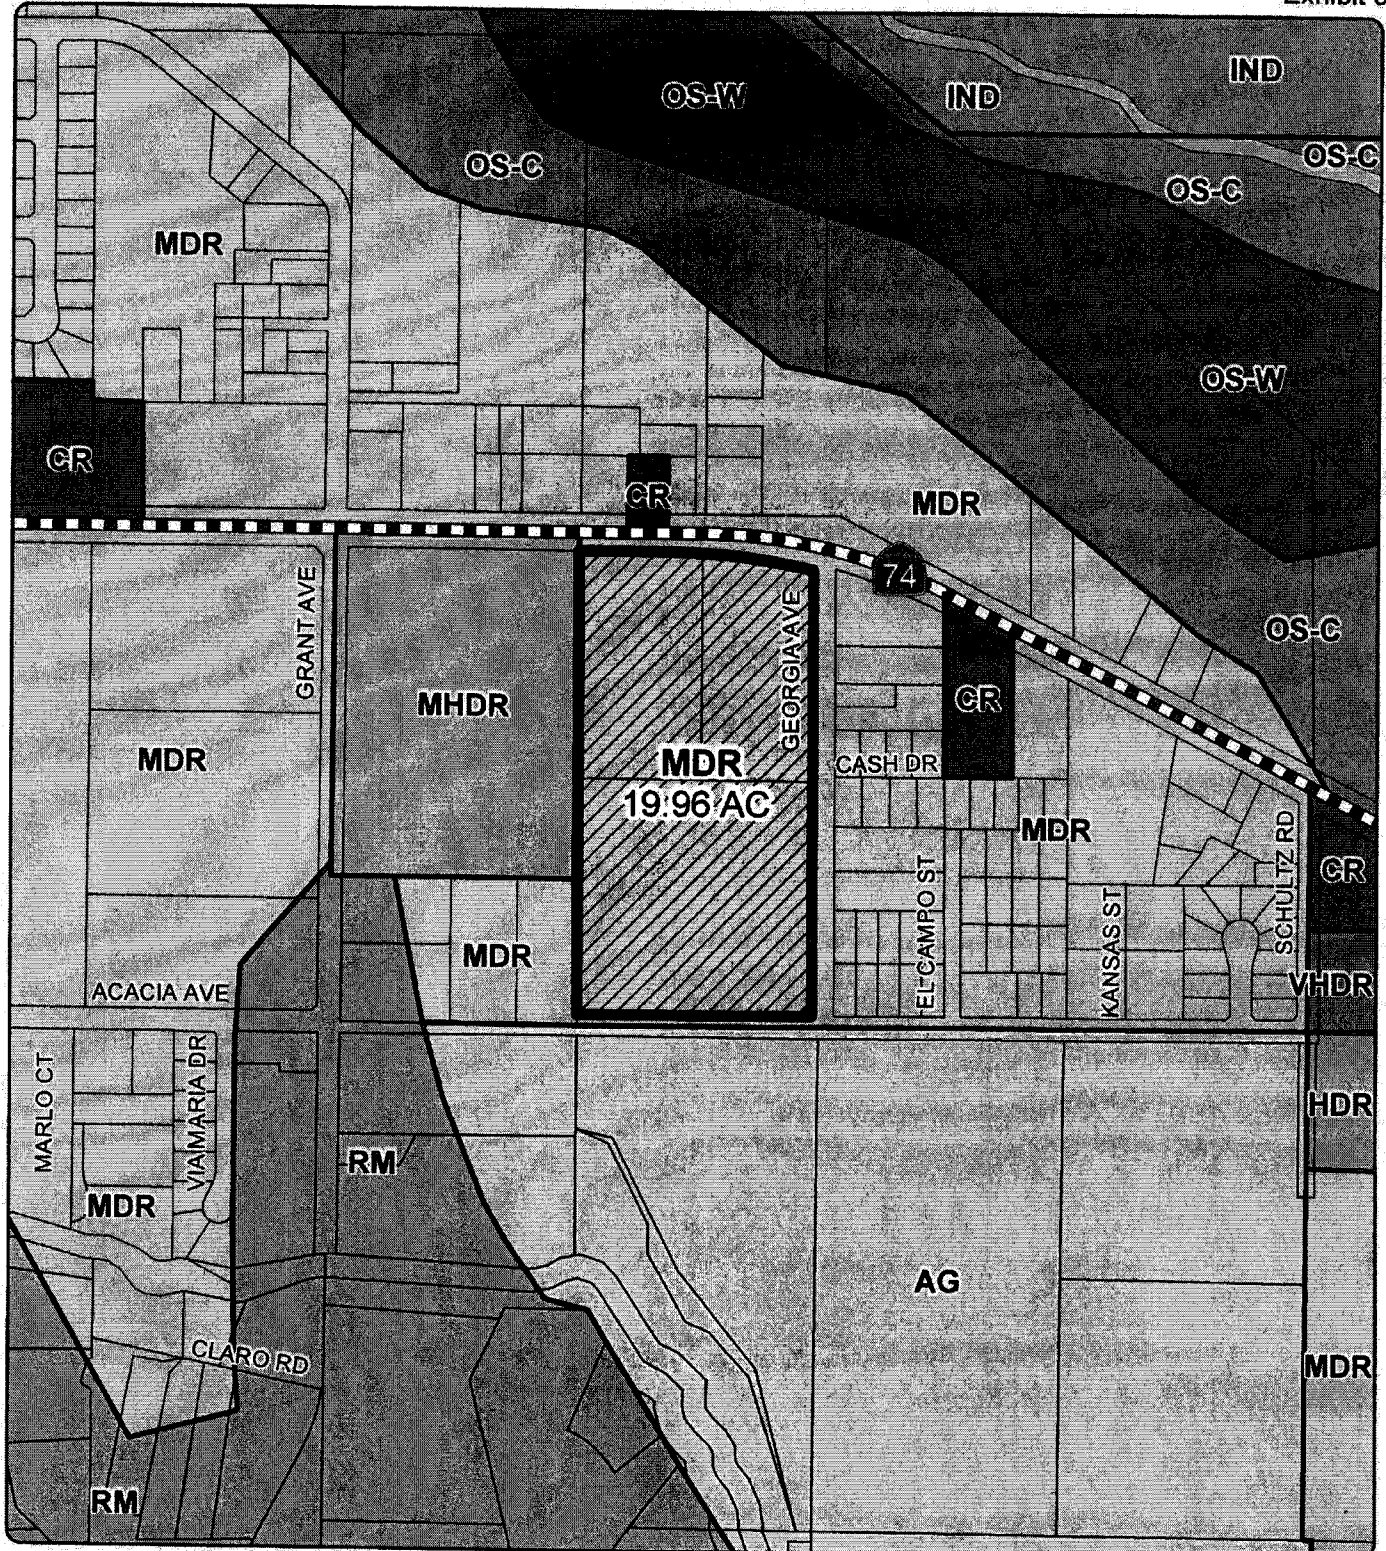 IND
OS-W
IND
OS-C
OS-C
OS-C
MDR
OS-W
CR
CR
MDR
74
GRANT AVE
GEORGIA AVE
OS-C
MHDR
CR
MDR
MDR
19.96 AC
CASH DR
MDR
SCHULTZ RD
CR
EL CAMPO ST
KANSAS ST
MDR
VHDR
ACACIA AVE
MARLO CT
VIA MARIA DR
HDR
RM
MDR
AG
CLARO RD
MDR
RM